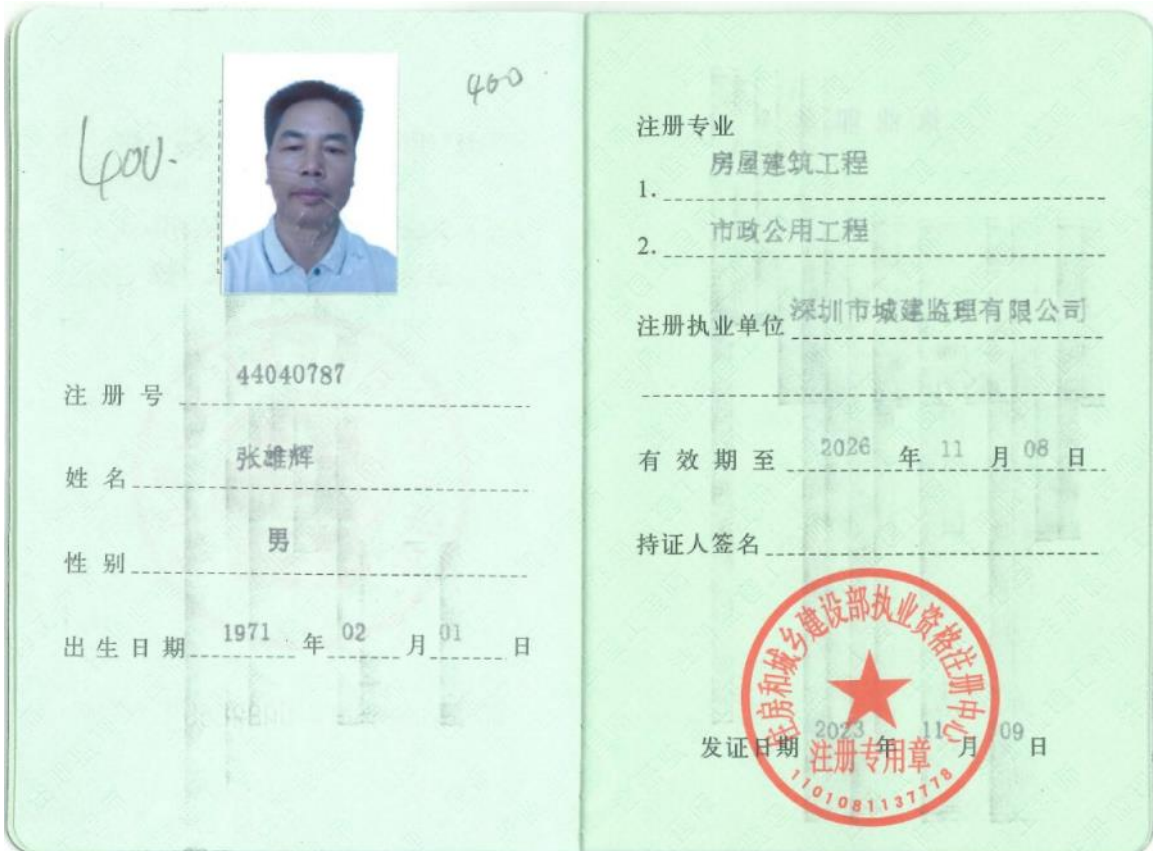 400.
400
注册号 44040787
姓名 张雄辉
性别 男
出生日期 1971 年 02 月 01 日
注册专业
1. 房屋建筑工程
2. 市政公用工程
注册执业单位 深圳市城建监理有限公司
有效期至 2026 年 11 月 08 日
持证人签名
住房和城乡建设部执业资格注册中心
发证日期 2023 年 11 月 09 日
注册专用章
1101081137778